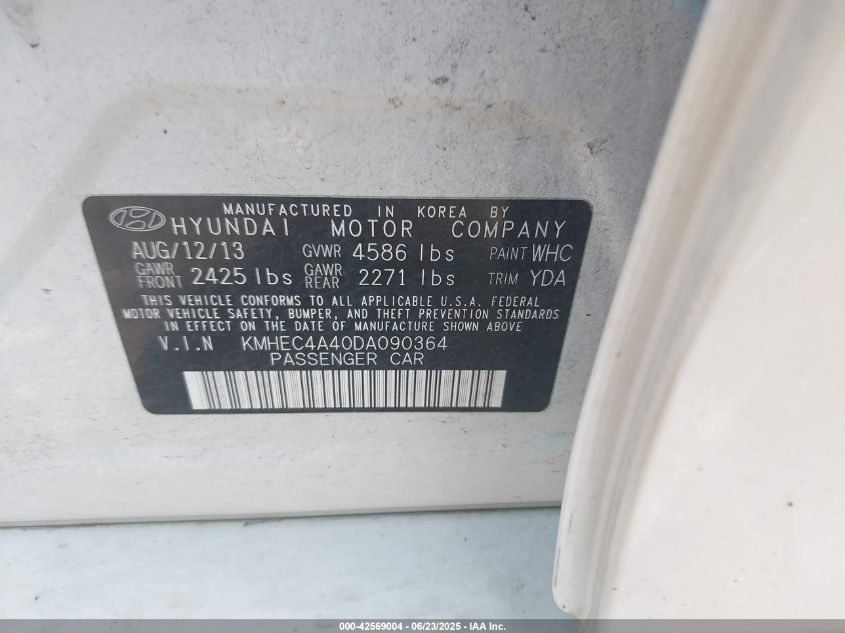 MANUFACTURED IN KOREA BY
HYUNDAI MOTOR COMPANY
AUG/12/13 GVWR 4586 lbs PAINT WHC
GAWR FRONT 2425 lbs GAWR REAR 2271 lbs TRIM YDA
THIS VEHICLE CONFORMS TO ALL APPLICABLE U.S.A. FEDERAL
MOTOR VEHICLE SAFETY, BUMPER, AND THEFT PREVENTION STANDARDS
IN EFFECT ON THE DATE OF MANUFACTURE SHOWN ABOVE
V.I.N KMHEC4A40DA090364
PASSENGER CAR
000-42569004 - 06/23/2025 - IAA Inc.